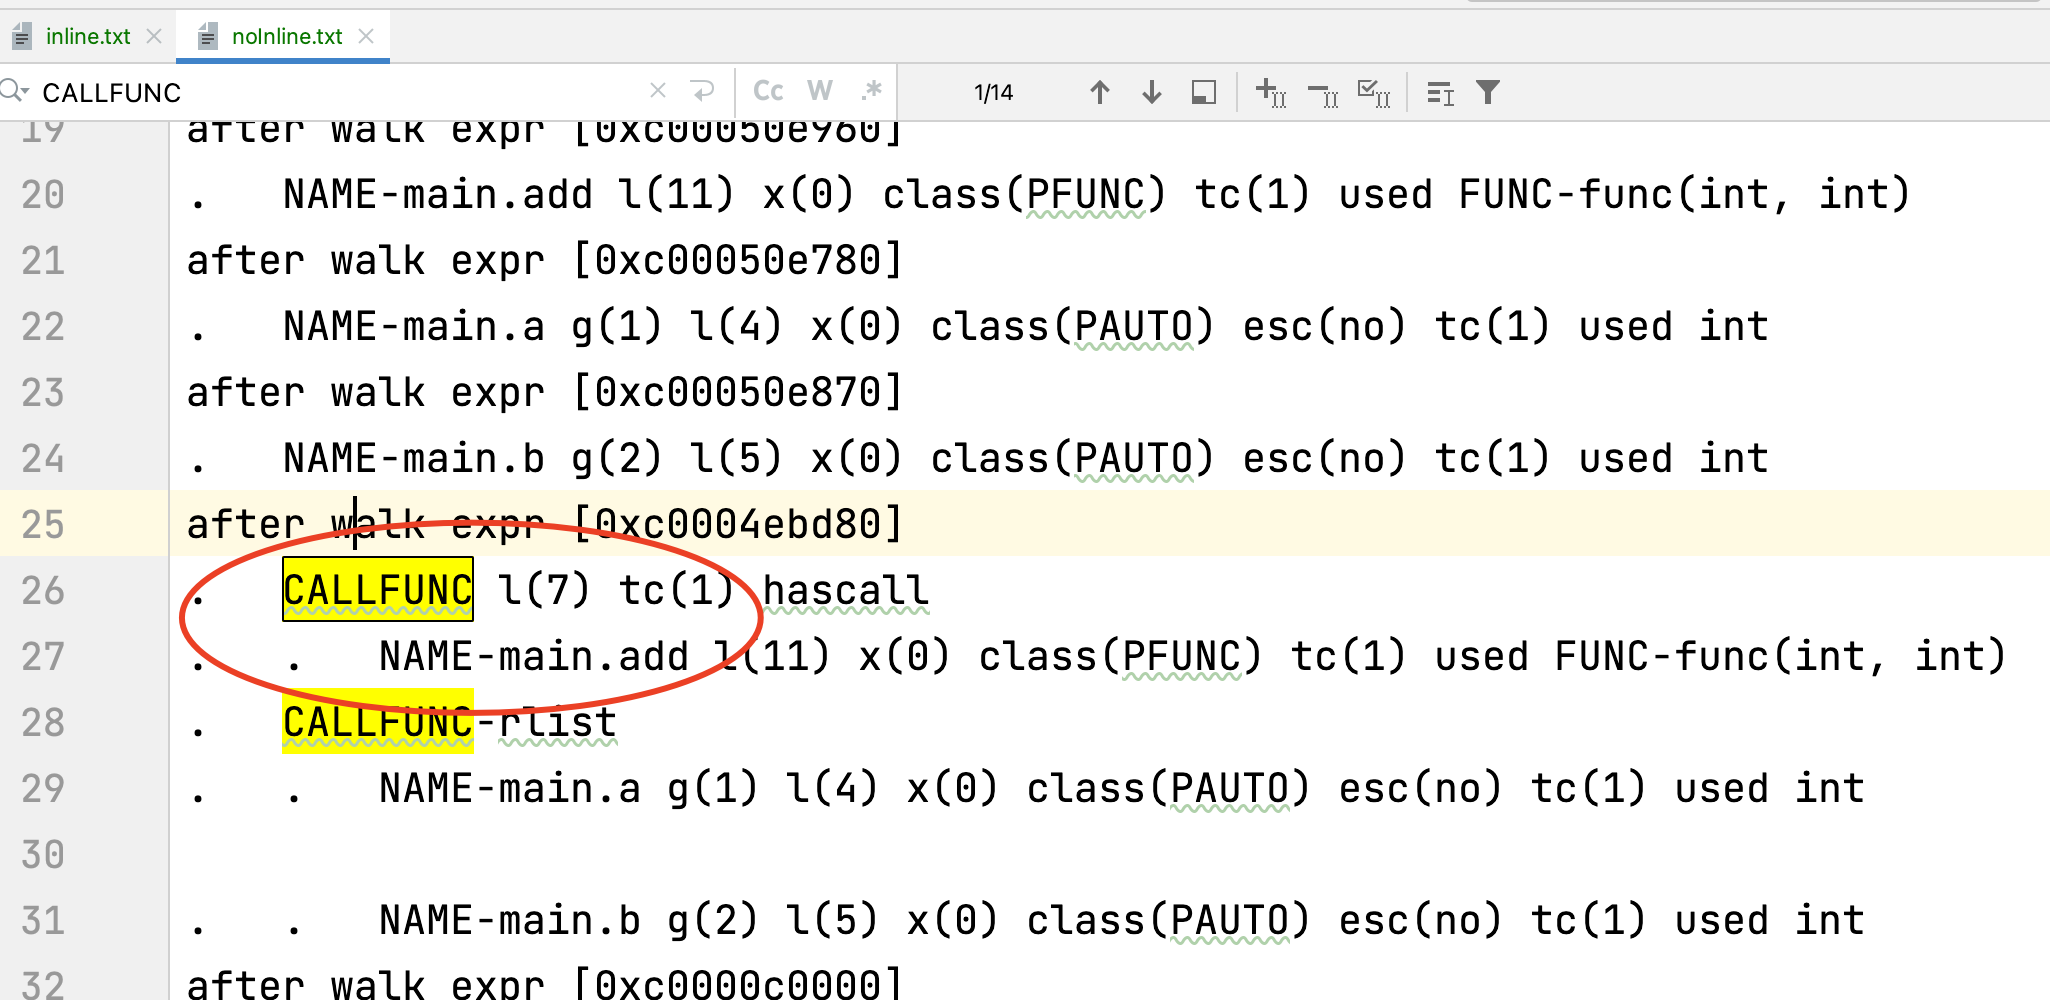 inline.txt noInline.txt
CALLFUNC Cc W .* 1/14
19 after walk expr [0xc00050e960]
20 . NAME-main.add l(11) x(0) class(PFUNC) tc(1) used FUNC-func(int, int)
21 after walk expr [0xc00050e780]
22 . NAME-main.a g(1) l(4) x(0) class(PAUTO) esc(no) tc(1) used int
23 after walk expr [0xc00050e870]
24 . NAME-main.b g(2) l(5) x(0) class(PAUTO) esc(no) tc(1) used int
25 after walk expr [0xc0004ebd80]
26 . CALLFUNC l(7) tc(1) hascall
27 . . NAME-main.add l(11) x(0) class(PFUNC) tc(1) used FUNC-func(int, int)
28 . CALLFUNC-rlist
29 . . NAME-main.a g(1) l(4) x(0) class(PAUTO) esc(no) tc(1) used int
30
31 . . NAME-main.b g(2) l(5) x(0) class(PAUTO) esc(no) tc(1) used int
32 after walk expr [0xc0000c0000]